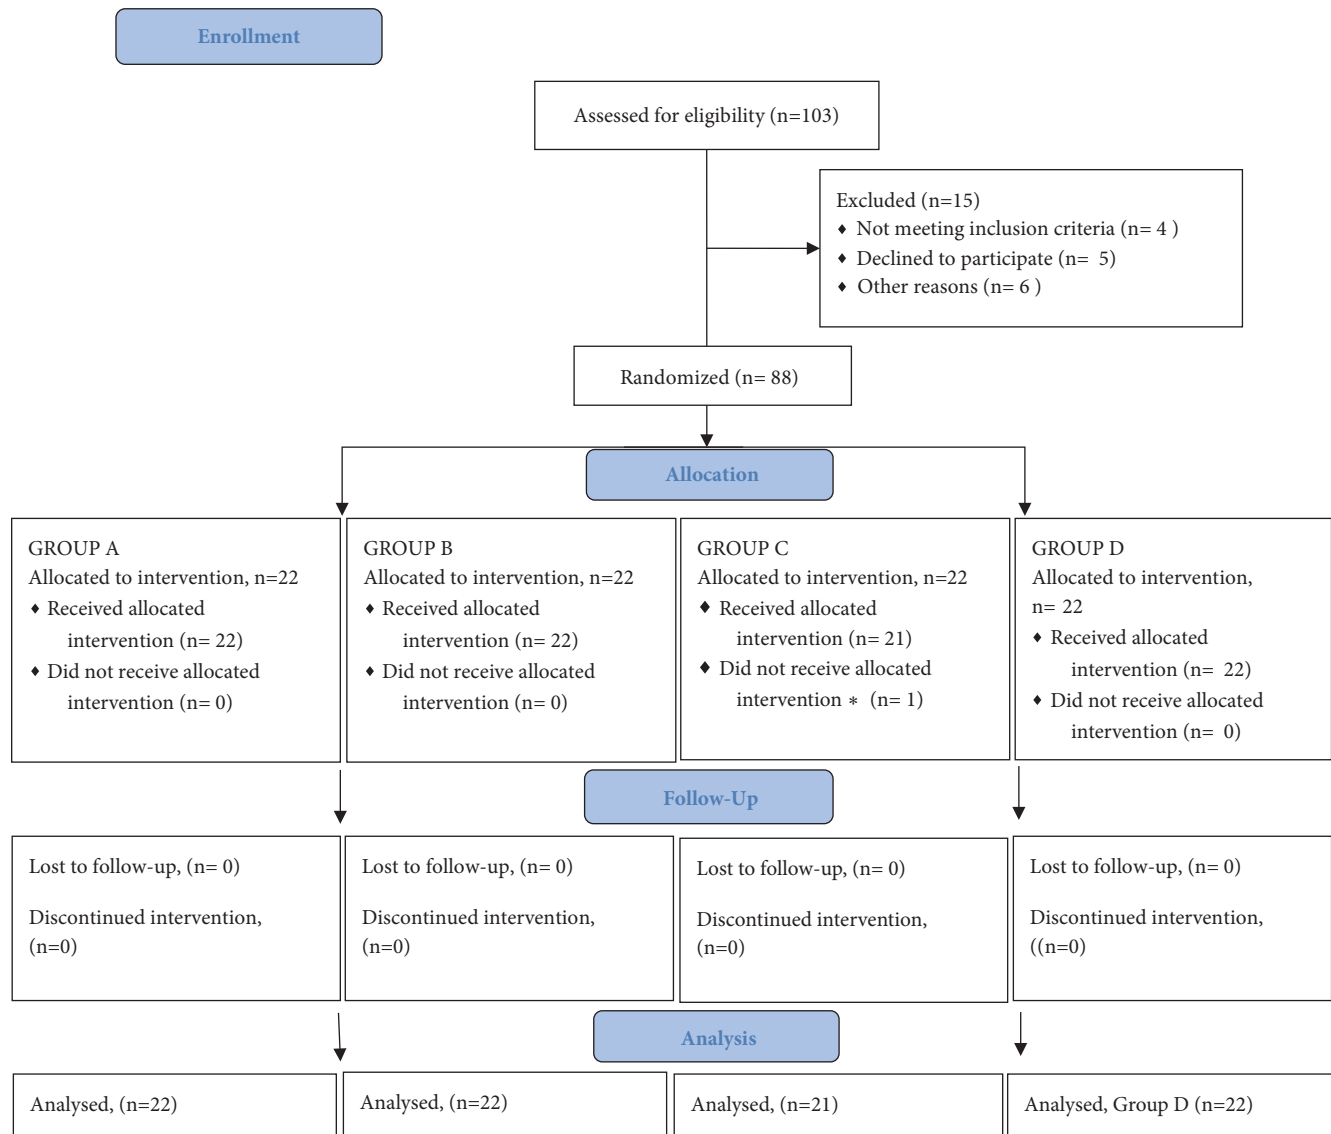 Enrollment
Assessed for eligibility (n=103)
Excluded (n=15)
♦ Not meeting inclusion criteria (n= 4 )
♦ Declined to participate (n=  5)
♦ Other reasons (n= 6 )
Randomized (n= 88)
Allocation
GROUP A
Allocated to intervention, n=22
♦ Received allocated
intervention (n= 22)
♦ Did not receive allocated
intervention (n= 0)
GROUP B
Allocated to intervention, n=22
♦ Received allocated
intervention (n= 22)
♦ Did not receive allocated
intervention (n= 0)
GROUP C
Allocated to intervention, n=22
♦ Received allocated
intervention (n= 21)
♦ Did not receive allocated
intervention * (n= 1)
GROUP D
Allocated to intervention,
n= 22
♦ Received allocated
intervention (n=  22)
♦ Did not receive allocated
intervention (n=  0)
Follow-Up
Lost to follow-up, (n= 0)
Discontinued intervention,
(n=0)
Lost to follow-up, (n= 0)
Discontinued intervention,
(n=0)
Lost to follow-up, (n= 0)
Discontinued intervention,
(n=0)
Lost to follow-up, (n= 0)
Discontinued intervention,
((n=0)
Analysis
Analysed, (n=22)
Analysed, (n=22)
Analysed, (n=21)
Analysed, Group D (n=22)